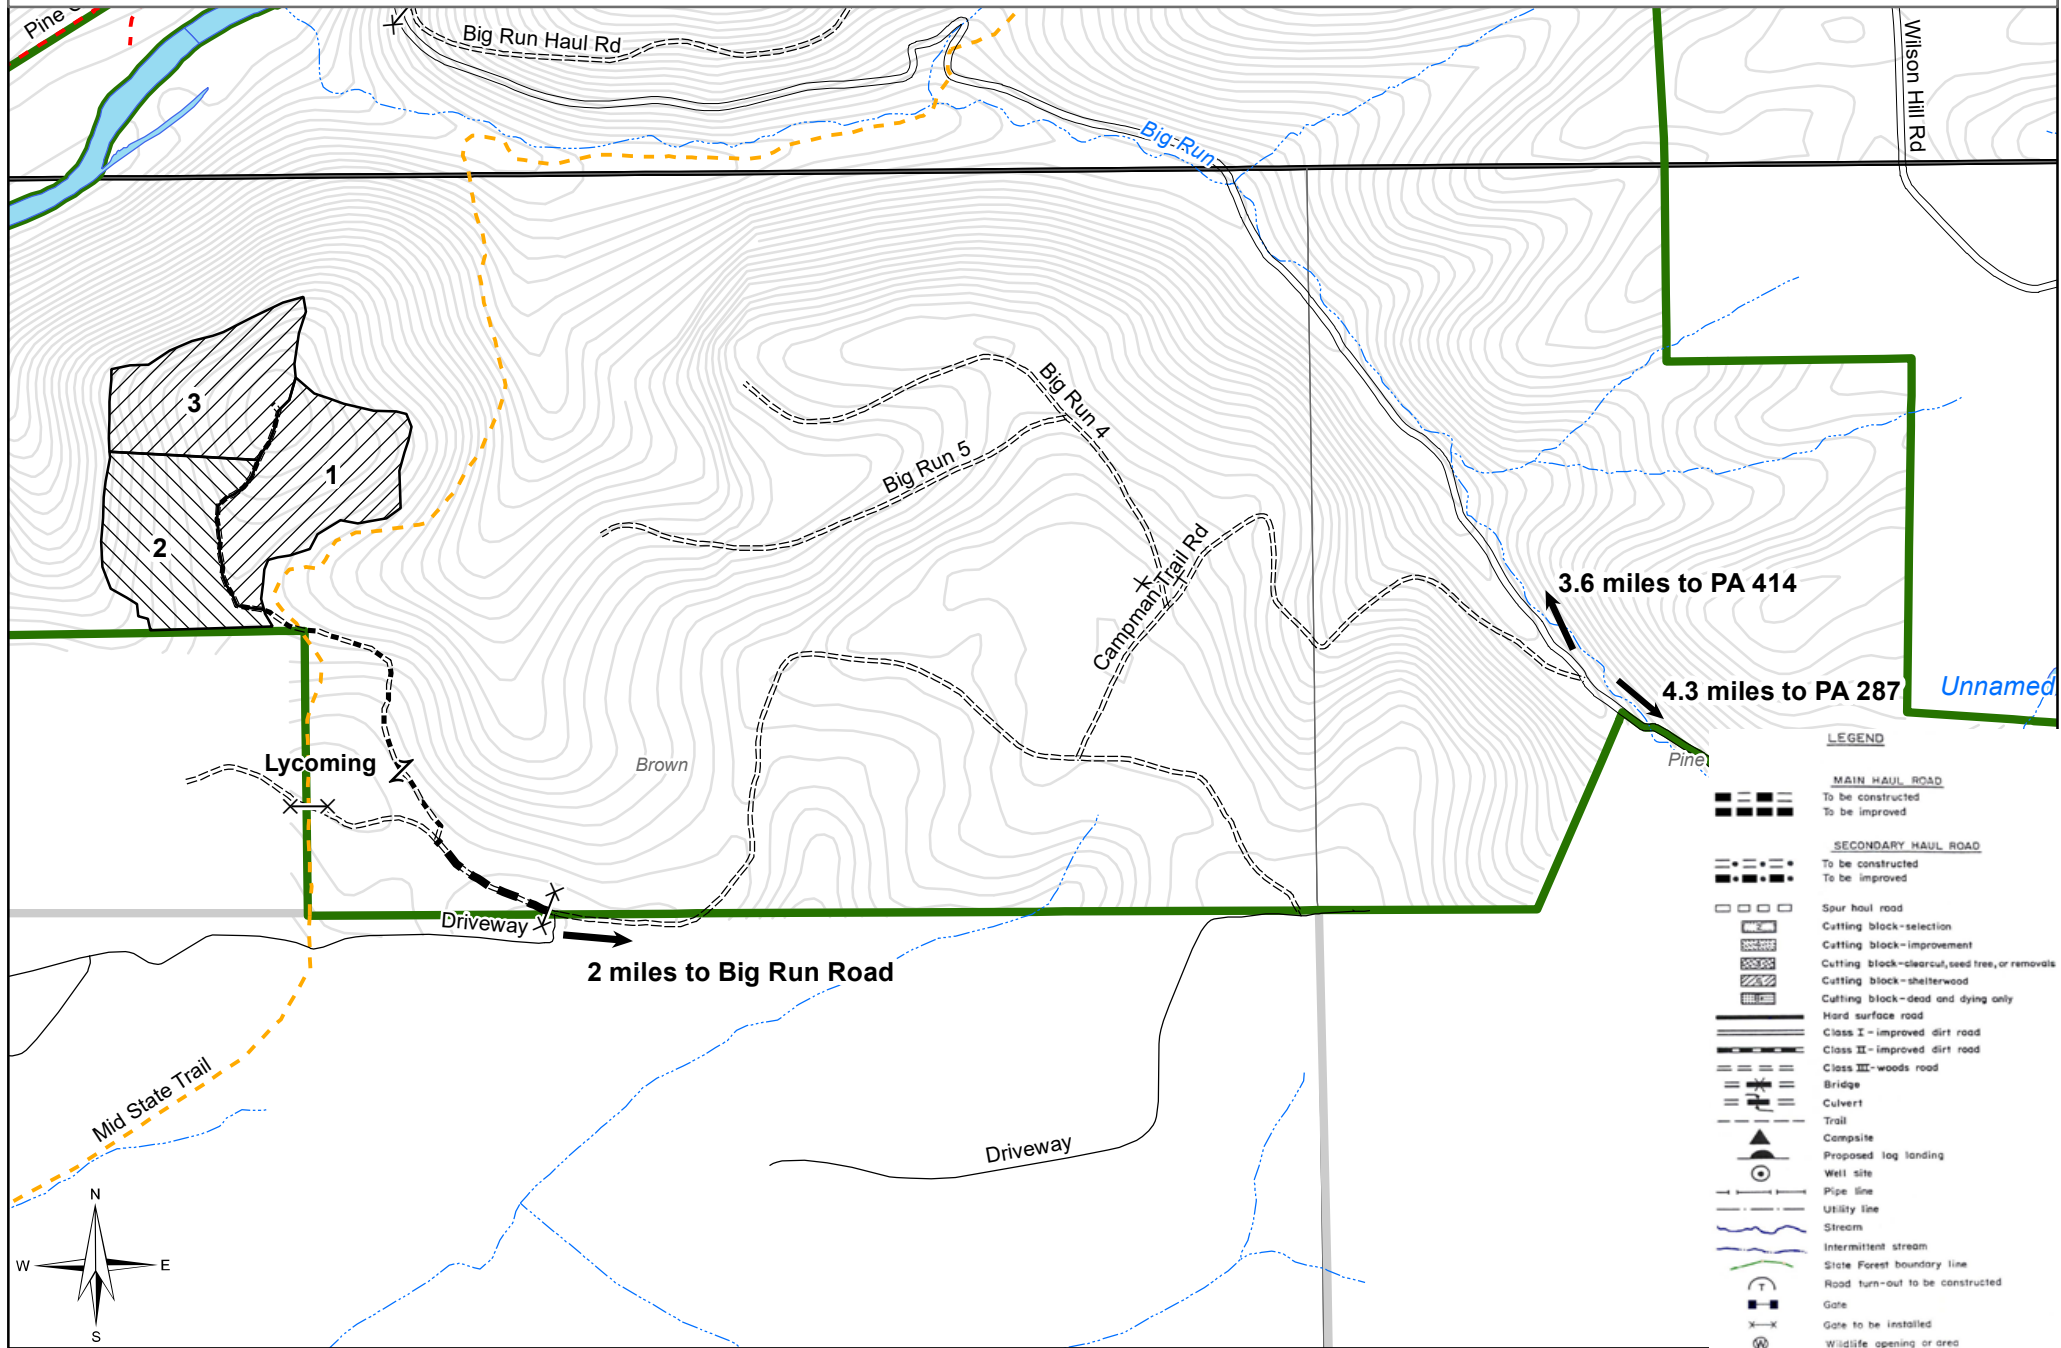 Pine
Big Run Haul Rd
Wilson Hill Rd
Big Run
3
1
2
Big Run 4
Big Run 5
Campman Trail Rd
3.6 miles to PA 414
4.3 miles to PA 287
Unnamed
Lycoming
Brown
Pine
Driveway
2 miles to Big Run Road
Mid State Trail
Driveway
N
W
E
S
LEGEND
MAIN HAUL ROAD
To be constructed
To be improved
SECONDARY HAUL ROAD
To be constructed
To be improved
Spur haul road
Cutting block-selection
Cutting block-improvement
Cutting block-clearcut, seed tree, or removals
Cutting block-shelterwood
Cutting block-dead and dying only
Hard surface road
Class I - improved dirt road
Class II - improved dirt road
Class III - woods road
Bridge
Culvert
Trail
Campsite
Proposed log landing
Well site
Pipe line
Utility line
Stream
Intermittent stream
State Forest boundary line
T
Road turn-out to be constructed
Gate
Gate to be installed
W
Wildlife opening or area